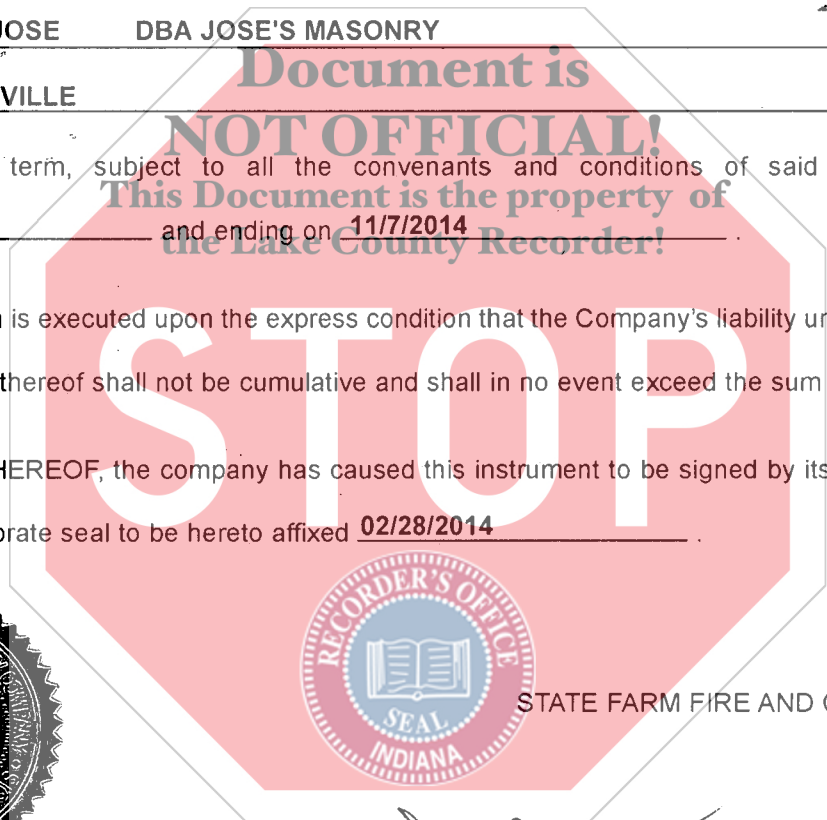 JOSE DBA JOSE'S MASONRY
Document is
VILLE
NOT OFFICIAL!
term, subject to all the convenants and conditions of said
This Document is the property of
and ending on 11/7/2014 .
the Lake County Recorder!
is executed upon the express condition that the Company's liability un
thereof shall not be cumulative and shall in no event exceed the sum
STOP
HEREOF, the company has caused this instrument to be signed by its
orate seal to be hereto affixed 02/28/2014 .
RECORDER'S OFFICE
SEAL
INDIANA
STATE FARM FIRE AND C